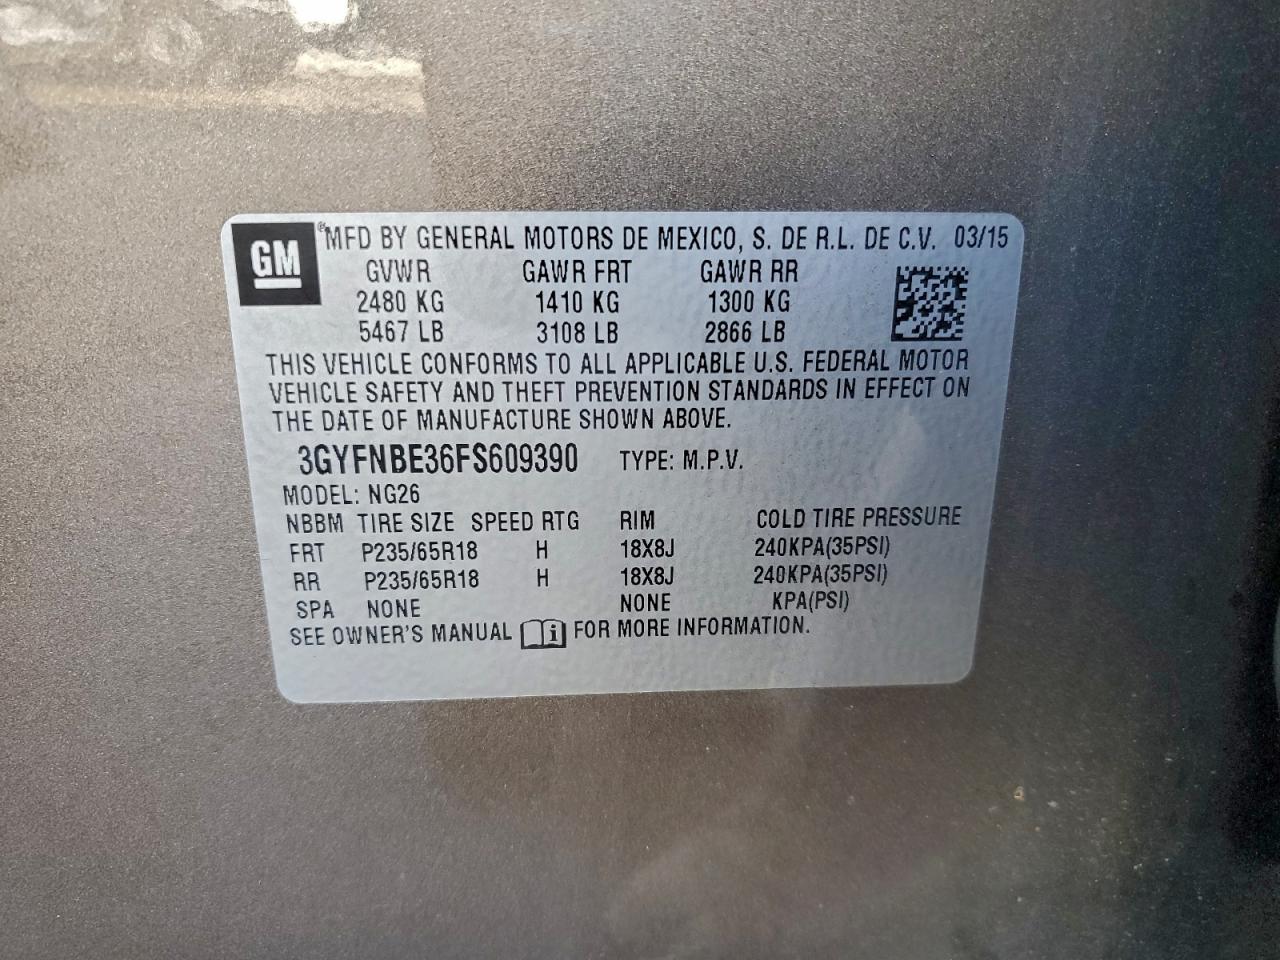 GM
® MFD BY GENERAL MOTORS DE MEXICO, S. DE R.L. DE C.V. 03/15
GVWR GAWR FRT GAWR RR
2480 KG 1410 KG 1300 KG
5467 LB 3108 LB 2866 LB
THIS VEHICLE CONFORMS TO ALL APPLICABLE U.S. FEDERAL MOTOR
VEHICLE SAFETY AND THEFT PREVENTION STANDARDS IN EFFECT ON
THE DATE OF MANUFACTURE SHOWN ABOVE.
3GYFNBE36FS609390 TYPE: M.P.V.
MODEL: NG26
NBBM TIRE SIZE SPEED RTG RIM COLD TIRE PRESSURE
FRT P235/65R18 H 18X8J 240KPA(35PSI)
RR P235/65R18 H 18X8J 240KPA(35PSI)
SPA NONE NONE KPA(PSI)
SEE OWNER'S MANUAL i FOR MORE INFORMATION.